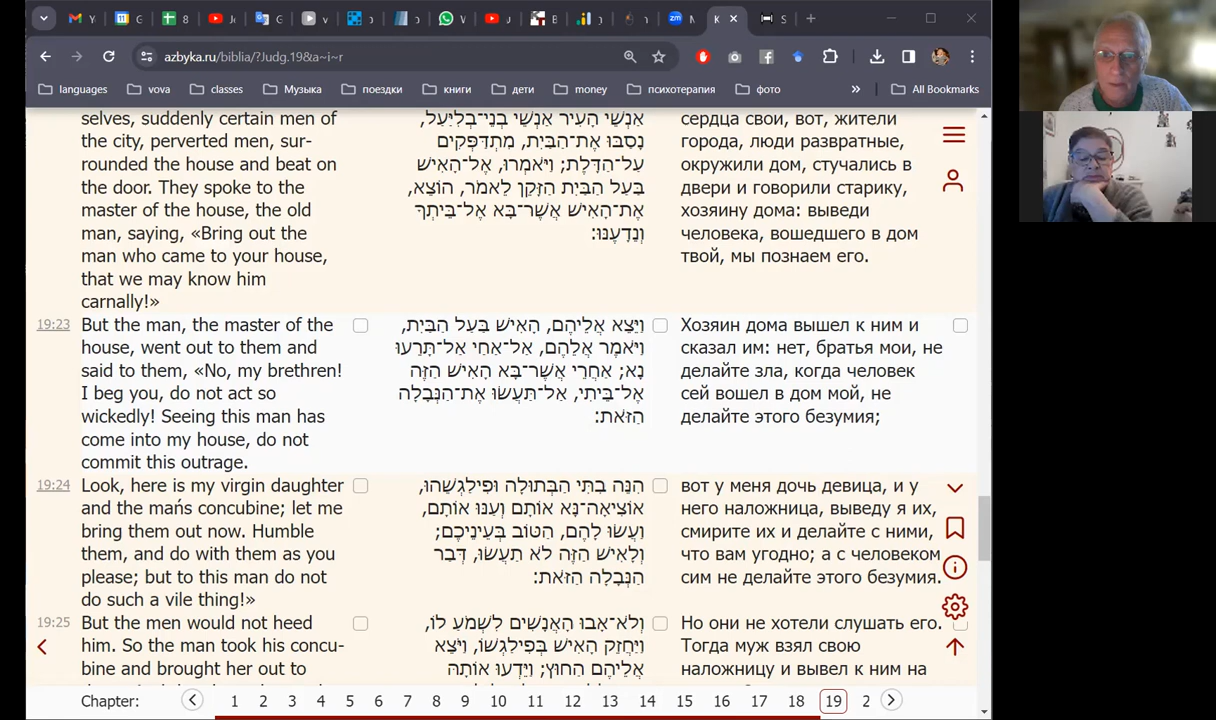 azbyka.ru/biblia/?Judg.19&a~i~r
languages
vova
classes
Музыка
поездки
книги
дети
money
психотерапия
фото
»
All Bookmarks
selves, suddenly certain men of
the city, perverted men, sur-
rounded the house and beat on
the door. They spoke to the
master of the house, the old
man, saying, «Bring out the
man who came to your house,
that we may know him
carnally!»
אַנְשֵׁי הָעִיר אַנְשֵׁי בְנֵי־בְלִיַּעַל,
נָסַבּוּ אֶת־הַבַּיִת, מִתְדַּפְּקִים
עַל־הַדָּלֶת; וַיֹּאמְרוּ, אֶל־הָאִישׁ
בַּעַל הַבַּיִת הַזָּקֵן לֵאמֹר, הוֹצֵא,
אֶת־הָאִישׁ אֲשֶׁר־בָּא אֶל־בֵּיתְךָ
וְנֵדָעֶנּוּ׃
сердца свои, вот, жители
города, люди развратные,
окружили дом, стучались в
двери и говорили старику,
хозяину дома: выведи
человека, вошедшего в дом
твой, мы познаем его.
19:23
But the man, the master of the
house, went out to them and
said to them, «No, my brethren!
I beg you, do not act so
wickedly! Seeing this man has
come into my house, do not
commit this outrage.
וַיֵּצֵא אֲלֵיהֶם, הָאִישׁ בַּעַל הַבַּיִת,
וַיֹּאמֶר אֲלֵהֶם, אַל־אַחַי אַל־תָּרֵעוּ
נָא; אַחֲרֵי אֲשֶׁר־בָּא הָאִישׁ הַזֶּה
אֶל־בֵּיתִי, אַל־תַּעֲשׂוּ אֶת־הַנְּבָלָה
הַזֹּאת׃
Хозяин дома вышел к ним и
сказал им: нет, братья мои, не
делайте зла, когда человек
сей вошел в дом мой, не
делайте этого безумия;
19:24
Look, here is my virgin daughter
and the mańs concubine; let me
bring them out now. Humble
them, and do with them as you
please; but to this man do not
do such a vile thing!»
הִנֵּה בִתִּי הַבְּתוּלָה וּפִילַגְשֵׁהוּ,
אוֹצִיאָה־נָּא אוֹתָם וְעַנּוּ אוֹתָם,
וַעֲשׂוּ לָהֶם, הַטּוֹב בְּעֵינֵיכֶם;
וְלָאִישׁ הַזֶּה לֹא תַעֲשׂוּ, דְּבַר
הַנְּבָלָה הַזֹּאת׃
вот у меня дочь девица, и у
него наложница, выведу я их,
смирите их и делайте с ними,
что вам угодно; а с человеком
сим не делайте этого безумия.
19:25
But the men would not heed
him. So the man took his concu-
bine and brought her out to
וְלֹא־אָבוּ הָאֲנָשִׁים לִשְׁמֹעַ לוֹ,
וַיַּחֲזֵק הָאִישׁ בְּפִילַגְשׁוֹ, וַיֹּצֵא
אֲלֵיהֶם הַחוּץ; וַיֵּדְעוּ אוֹתָהּ
Но они не хотели слушать его.
Тогда муж взял свою
наложницу и вывел к ним на
Chapter: 1 2 3 4 5 6 7 8 9 10 11 12 13 14 15 16 17 18 19 2